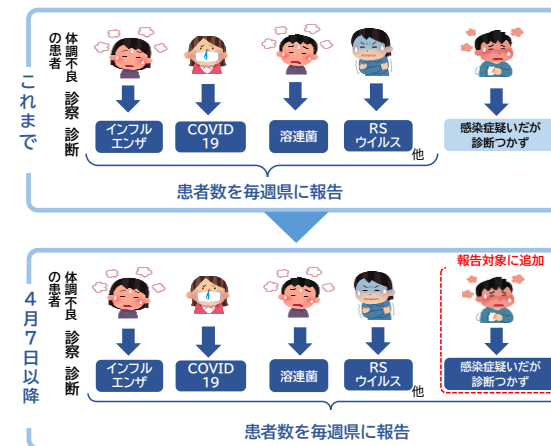 これまで
体調不良
の患者
診察
診断
インフル
エンザ
COVID
19
溶連菌
RS
ウイルス
他
感染症疑いだが
診断つかず
患者数を毎週県に報告
4月7日以降
報告対象に追加
体調不良
の患者
診察
診断
インフル
エンザ
COVID
19
溶連菌
RS
ウイルス
他
感染症疑いだが
診断つかず
患者数を毎週県に報告